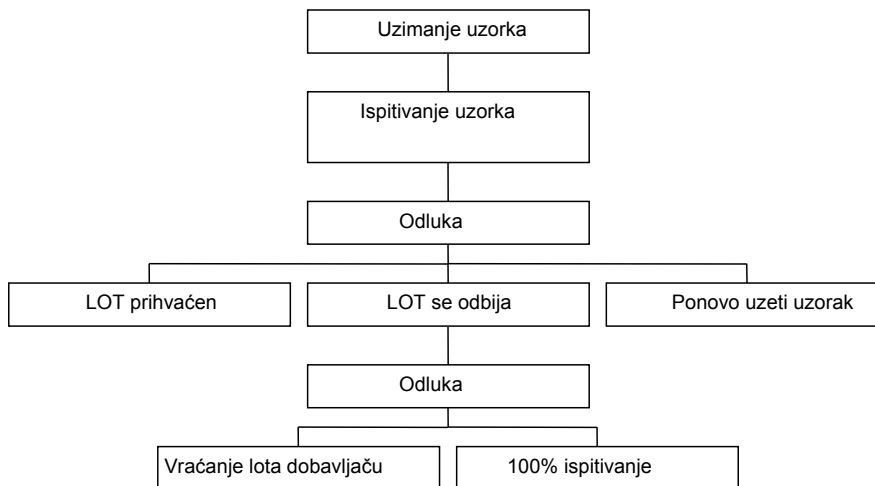 Uzimanje uzorka
Ispitivanje uzorka
Odluka
LOT prihvaćen
LOT se odbija
Ponovo uzeti uzorak
Odluka
Vraćanje lota dobavljaču
100% ispitivanje